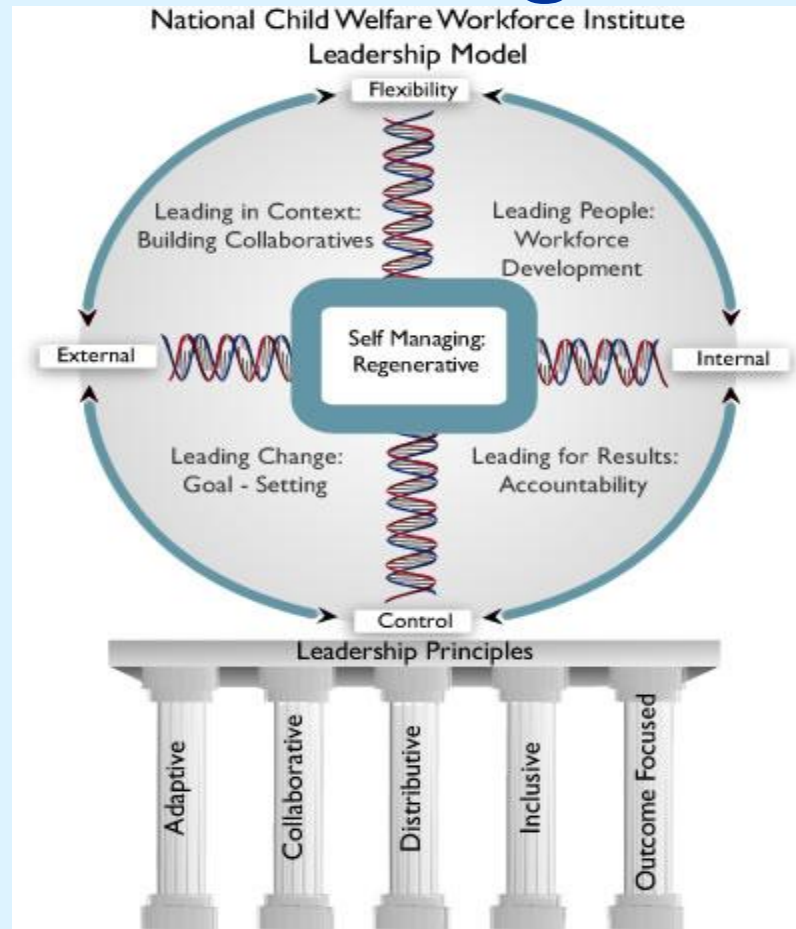 National Child Welfare Workforce Institute
Leadership Model
Flexibility
Leading in Context:
Building Collaboratives
Leading People:
Workforce
Development
External
Self Managing:
Regenerative
Internal
Leading Change:
Goal - Setting
Leading for Results:
Accountability
Control
Leadership Principles
Adaptive
Collaborative
Distributive
Inclusive
Outcome Focused